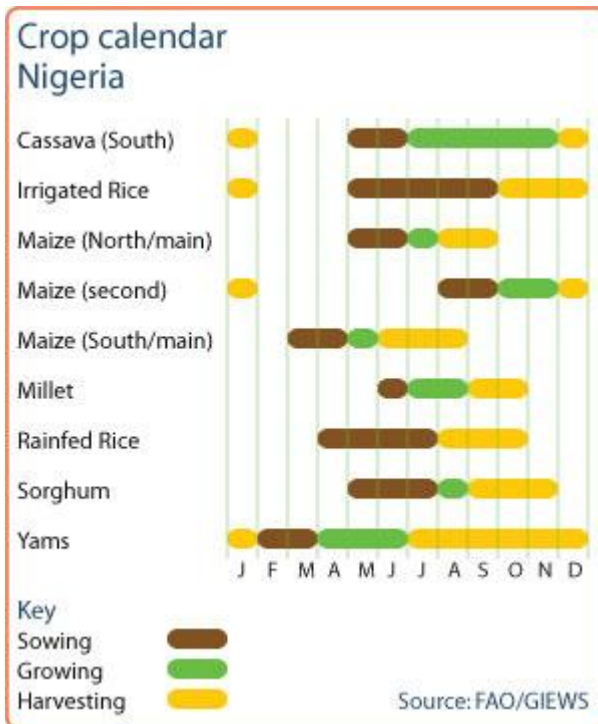 Crop calendar
Nigeria
Cassava (South)
Irrigated Rice
Maize (North/main)
Maize (second)
Maize (South/main)
Millet
Rainfed Rice
Sorghum
Yams
J F M A M J J A S O N D
Key
Sowing
Growing
Harvesting
Source: FAO/GIEWS